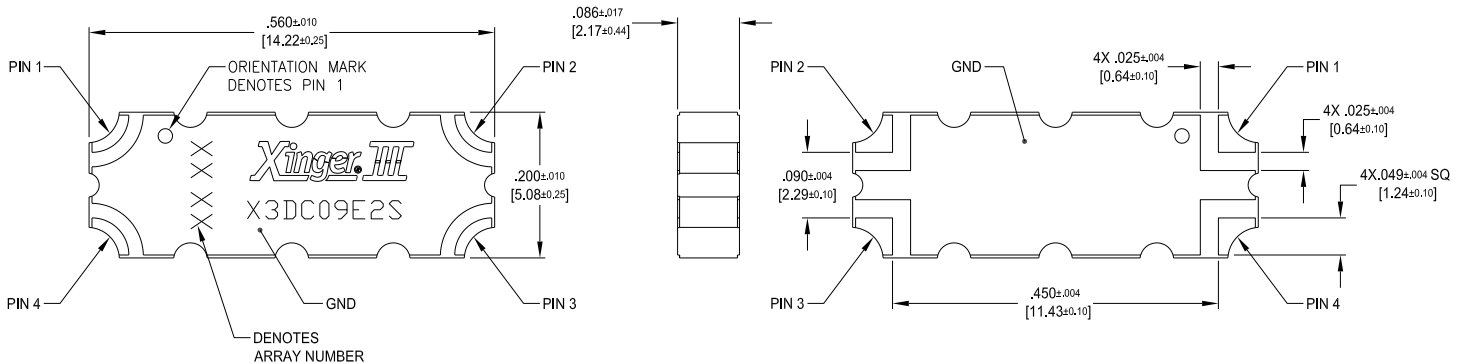 .560±.010
[14.22±0.25]
PIN 1
ORIENTATION MARK
DENOTES PIN 1
PIN 2
Xinger® III
X3DC09E2S
X X X X
.200±.010
[5.08±0.25]
PIN 4
GND
PIN 3
DENOTES
ARRAY NUMBER
.086±.017
[2.17±0.44]
PIN 2
GND
4X .025±.004
[0.64±0.10]
PIN 1
4X .025±.004
[0.64±0.10]
.090±.004
[2.29±0.10]
4X.049±.004 SQ
[1.24±0.10]
PIN 3
.450±.004
[11.43±0.10]
PIN 4